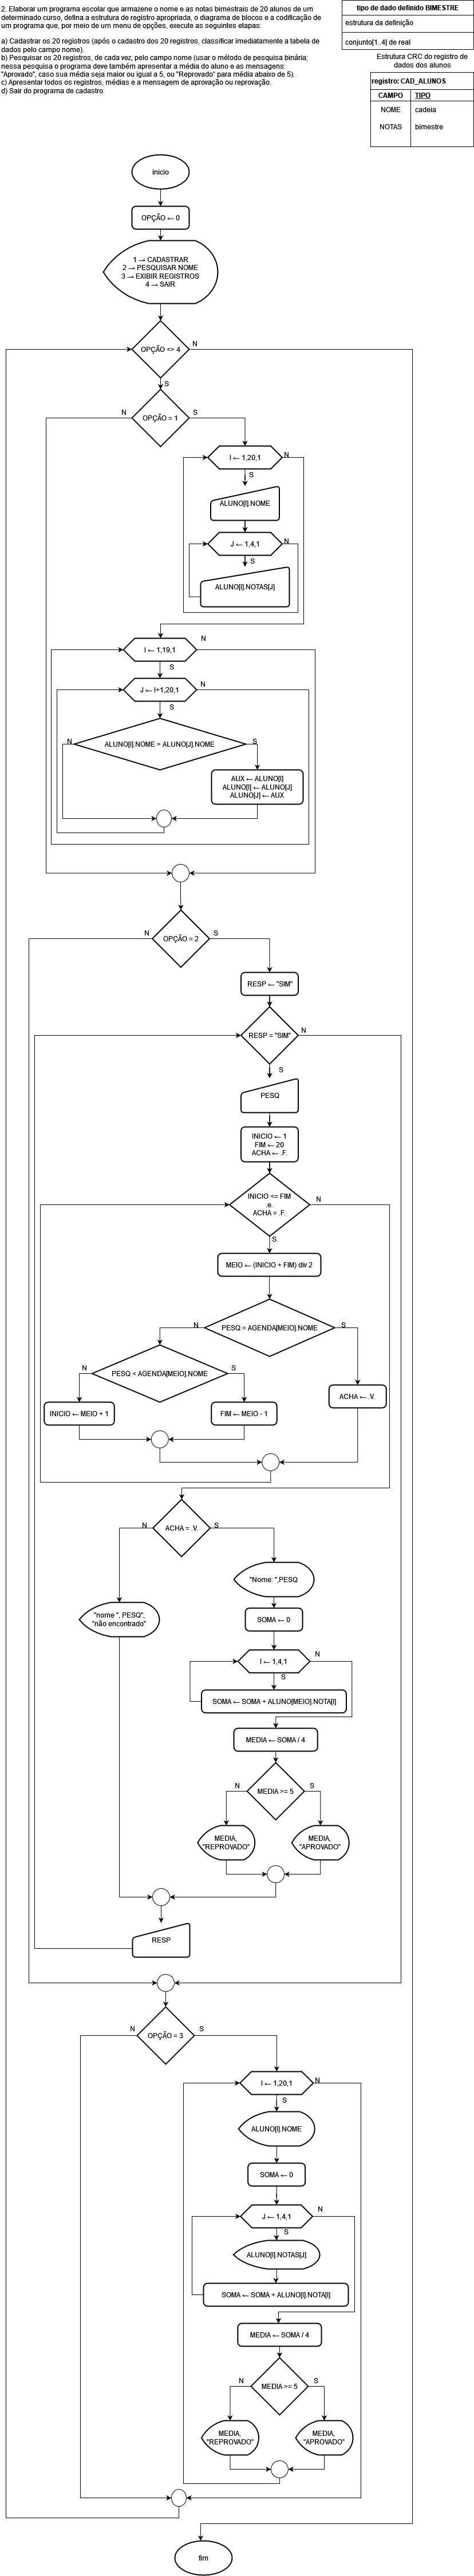 2. Elaborar um programa escolar que armazene o nome e as notas bimestrais de 20 alunos de um
determinado curso, defina a estrutura de registro apropriada, o diagrama de blocos e a codificação de
um programa que, por meio de um menu de opções, execute as seguintes etapas:
a) Cadastrar os 20 registros (após o cadastro dos 20 registros, classificar imediatamente a tabela de
dados pelo campo nome).
b) Pesquisar os 20 registros, de cada vez, pelo campo nome (usar o método de pesquisa binária;
nessa pesquisa o programa deve também apresentar a média do aluno e as mensagens:
"Aprovado", caso sua média seja maior ou igual a 5, ou "Reprovado" para média abaixo de 5).
c) Apresentar todos os registros, médias e a mensagem de aprovação ou reprovação.
d) Sair do programa de cadastro.
tipo de dado definido BIMESTRE
estrutura da definição
conjunto[1..4] de real
Estrutura CRC do registro de
dados dos alunos
registro: CAD_ALUNOS
CAMPO TIPO
NOME cadeia
NOTAS bimestre
inicio
OPÇÃO ← 0
1 → CADASTRAR
2 → PESQUISAR NOME
3 → EXIBIR REGISTROS
4 → SAIR
OPÇÃO <> 4
N
S
OPÇÃO = 1
N
S
I ← 1,20,1
N
S
ALUNO[I].NOME
J ← 1,4,1
N
S
ALUNO[I].NOTAS[J]
I ← 1,19,1
N
S
J ← I+1,20,1
N
S
ALUNO[I].NOME > ALUNO[J].NOME
N
S
AUX ← ALUNO[I]
ALUNO[I] ← ALUNO[J]
ALUNO[J] ← AUX
OPÇÃO = 2
N
S
RESP ← "SIM"
RESP = "SIM"
N
S
PESQ
INICIO ← 1
FIM ← 20
ACHA ← .F.
INICIO <= FIM
.e.
ACHA = .F.
N
S
MEIO ← (INICIO + FIM) div 2
PESQ = AGENDA[MEIO].NOME
N
S
PESQ < AGENDA[MEIO].NOME
N
S
ACHA ← .V.
INICIO ← MEIO + 1
FIM ← MEIO - 1
ACHA = .V.
N
S
"Nome: ",PESQ
"nome ", PESQ",
"não encontrado"
SOMA ← 0
I ← 1,4,1
N
S
SOMA ← SOMA + ALUNO[MEIO].NOTA[I]
MEDIA ← SOMA / 4
MEDIA >= 5
N
S
MEDIA,
"REPROVADO"
MEDIA,
"APROVADO"
RESP
OPÇÃO = 3
N
S
I ← 1,20,1
N
S
ALUNO[I].NOME
SOMA ← 0
J ← 1,4,1
N
S
ALUNO[I].NOTAS[J]
SOMA ← SOMA + ALUNO[I].NOTA[I]
MEDIA ← SOMA / 4
MEDIA >= 5
N
S
MEDIA,
"REPROVADO"
MEDIA,
"APROVADO"
fim